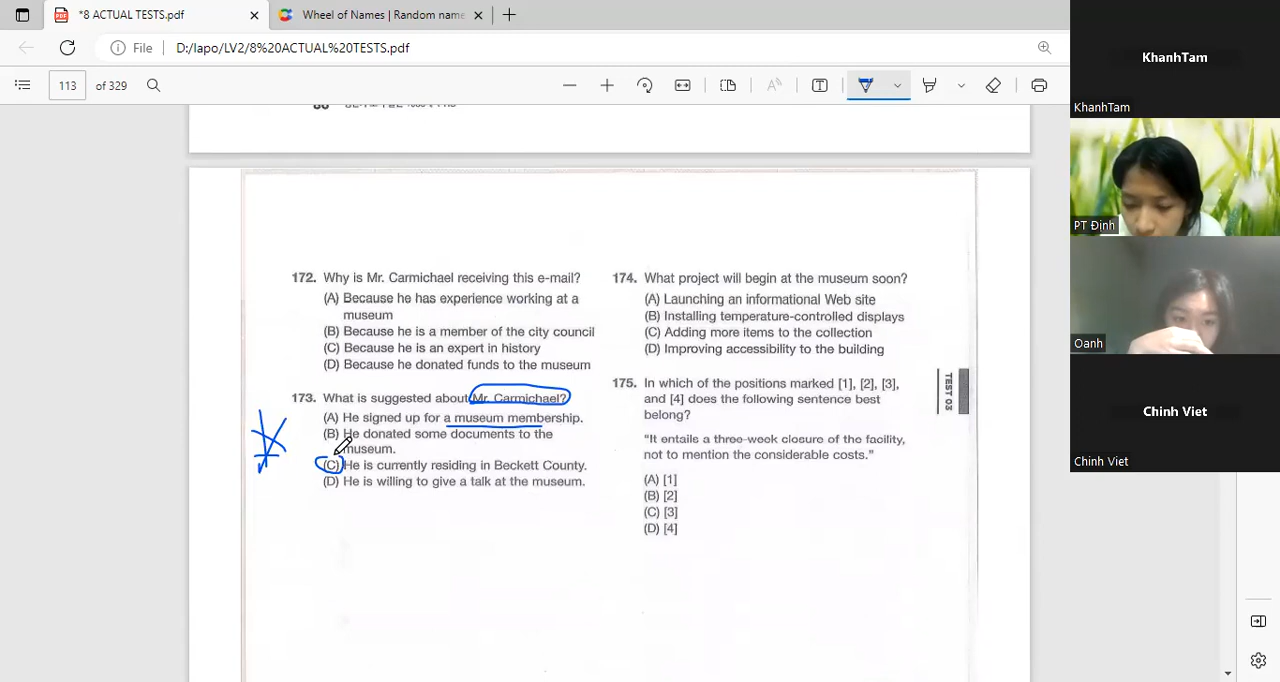 *8 ACTUAL TESTS.pdf
Wheel of Names | Random name
File
D:/lapo/LV2/8%20ACTUAL%20TESTS.pdf
113
of 329
172. Why is Mr. Carmichael receiving this e-mail?
(A) Because he has experience working at a
museum
(B) Because he is a member of the city council
(C) Because he is an expert in history
(D) Because he donated funds to the museum
173. What is suggested about Mr. Carmichael?
(A) He signed up for a museum membership.
(B) He donated some documents to the
museum.
(C) He is currently residing in Beckett County.
(D) He is willing to give a talk at the museum.
174. What project will begin at the museum soon?
(A) Launching an informational Web site
(B) Installing temperature-controlled displays
(C) Adding more items to the collection
(D) Improving accessibility to the building
175. In which of the positions marked [1], [2], [3],
and [4] does the following sentence best
belong?
"It entails a three-week closure of the facility,
not to mention the considerable costs."
(A) [1]
(B) [2]
(C) [3]
(D) [4]
TEST 03
KhanhTam
KhanhTam
PT Định
Oanh
Chinh Viet
Chinh Viet